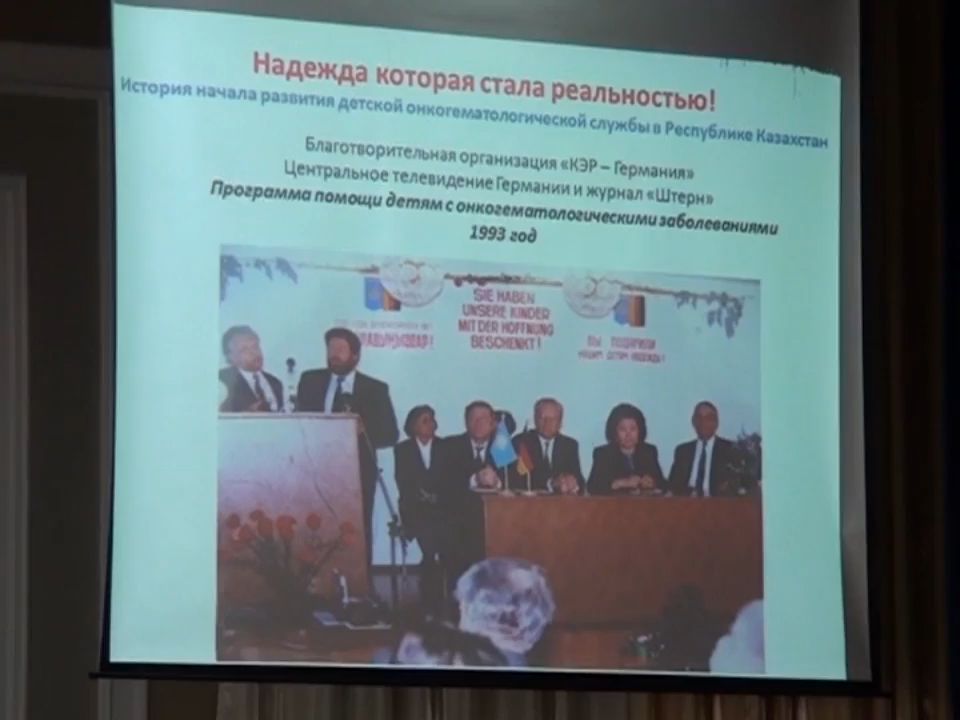 Надежда которая стала реальностью!
История начала развития детской онкогематологической службы в Республике Казахстан
Благотворительная организация «КЭР – Германия»
Центральное телевидение Германии и журнал «Штерн»
Программа помощи детям с онкогематологическими заболеваниями
1993 год
SIE HABEN
UNSERE KINDER
MIT DER HOFFNUNG
BESCHENKT!
ВЫ ПОДАРИЛИ
НАШИМ ДЕТЯМ НАДЕЖДУ!